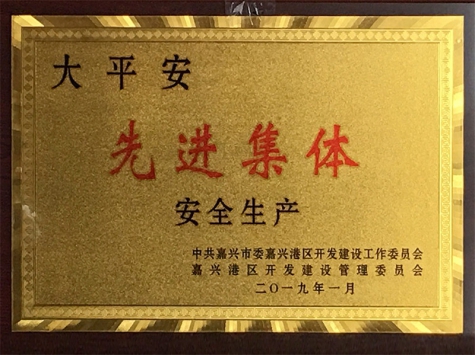 大平安
先进集体
安全生产
中共嘉兴市委嘉兴港区开发建设工作委员会
嘉兴港区开发建设管理委员会
二〇一九年一月